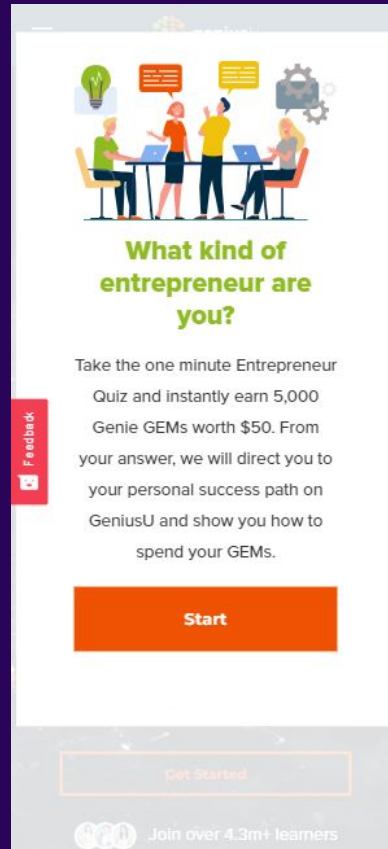 geniusU
What kind of
entrepreneur are
you?
Take the one minute Entrepreneur
Quiz and instantly earn 5,000
Genie GEMs worth $50. From
your answer, we will direct you to
your personal success path on
GeniusU and show you how to
spend your GEMs.
Feedback
Start
Get Started
Join over 4.3m+ learners